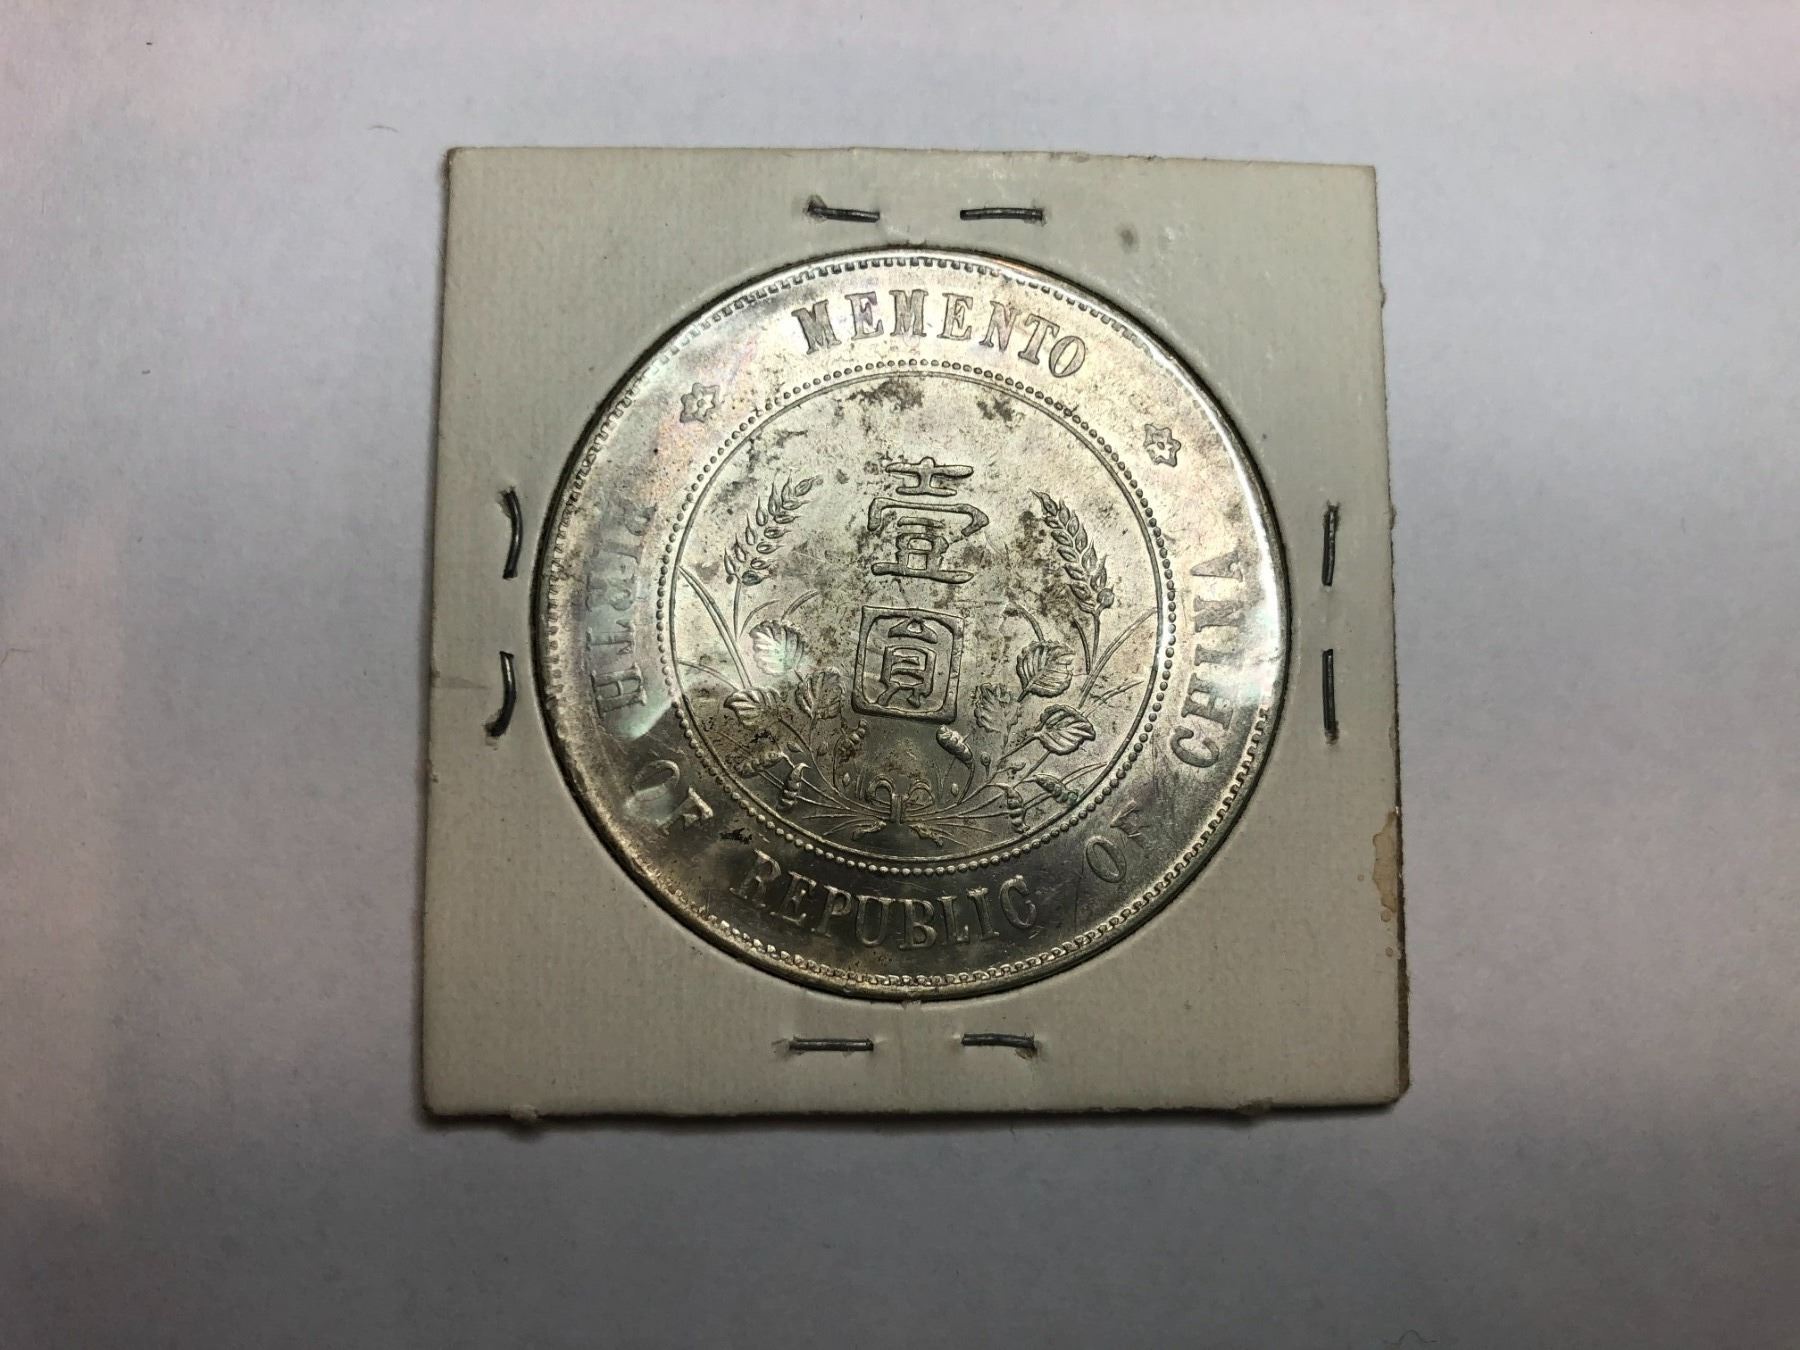 MEMENTO
壹
圓
BIRTH OF REPUBLIC OF CHINA